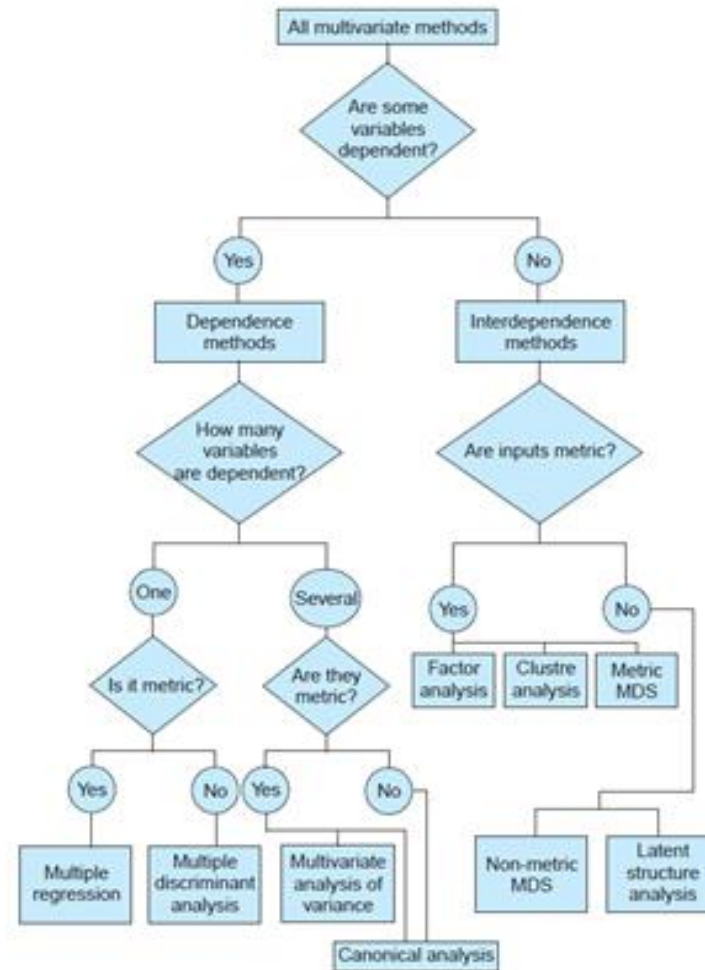 All multivariate methods
Are some
variables
dependent?
Yes
No
Dependence
methods
Interdependence
methods
How many
variables
are dependent?
Are inputs metric?
One
Several
Yes
No
Is it metric?
Are they
metric?
Factor
analysis
Clustre
analysis
Metric
MDS
Yes
No
Yes
No
Multiple
regression
Multiple
discriminant
analysis
Multivariate
analysis of
variance
Non-metric
MDS
Latent
structure
analysis
Canonical analysis